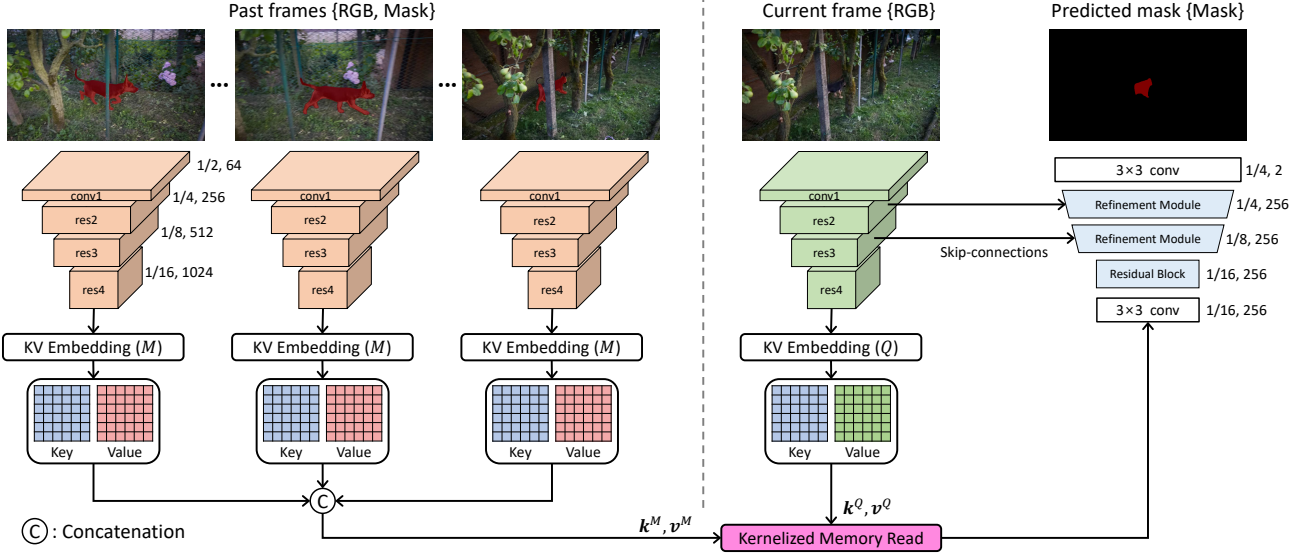 Past frames {RGB, Mask}
Current frame {RGB}
Predicted mask {Mask}
...
...
1/2, 64
conv1
1/4, 256
res2
1/8, 512
res3
1/16, 1024
res4
conv1
res2
res3
res4
conv1
res2
res3
res4
conv1
res2
res3
res4
Skip-connections
3×3 conv
1/4, 2
Refinement Module
1/4, 256
Refinement Module
1/8, 256
Residual Block
1/16, 256
3×3 conv
1/16, 256
KV Embedding (M)
KV Embedding (M)
KV Embedding (M)
KV Embedding (Q)
Key Value
Key Value
Key Value
Key Value
C
C : Concatenation
k^M, v^M
k^Q, v^Q
Kernelized Memory Read